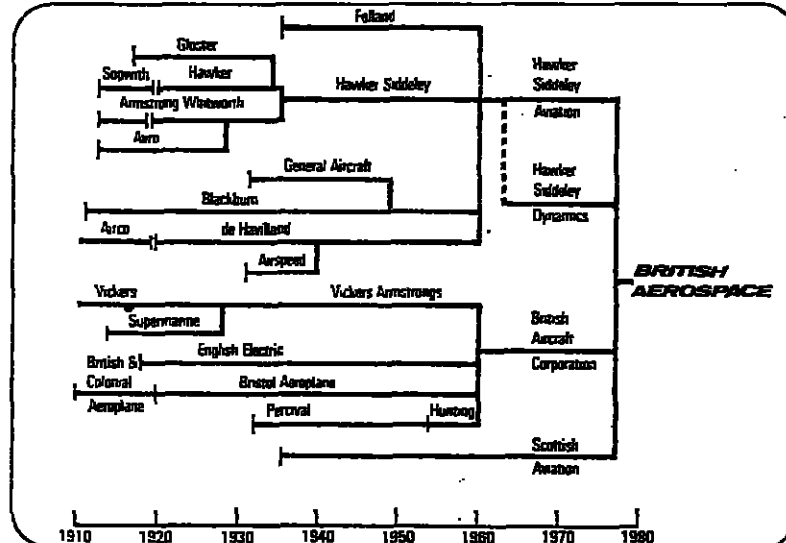 Folland
Gloster
Sopwith Hawker
Armstrong Whitworth
Avro
Hawker Siddeley
Hawker
Siddeley
Aviation
General Aircraft
Blackburn
Hawker
Siddeley
Dynamics
Airco de Havilland
Airspeed
BRITISH
AEROSPACE
Vickers Vickers Armstrongs
Supermarine
British
Aircraft
Corporation
English Electric
British &
Colonial
Aeroplane
Bristol Aeroplane
Percival Hunting
Scottish
Aviation
1910 1920 1930 1940 1950 1960 1970 1980